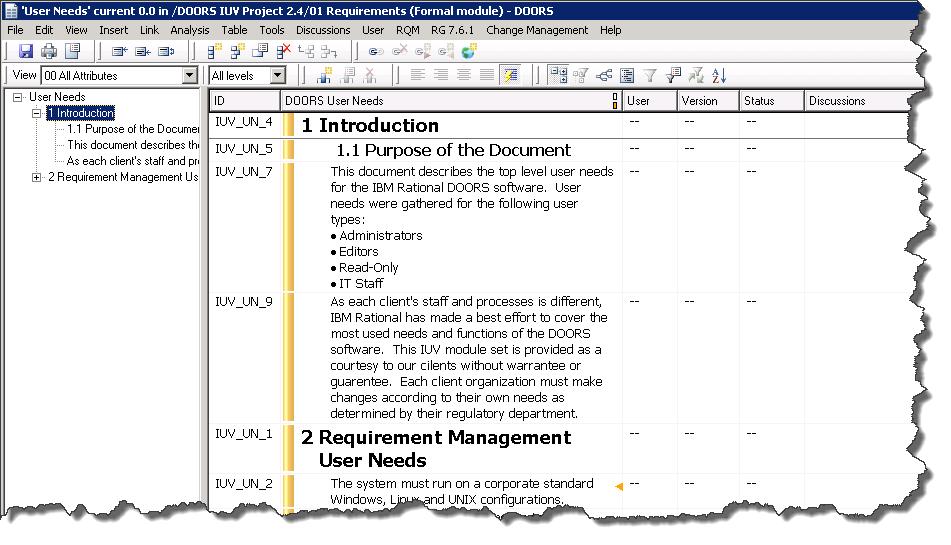 'User Needs' current 0.0 in /DOORS IUV Project 2.4/01 Requirements (Formal module) - DOORS
File Edit View Insert Link Analysis Table Tools Discussions User RQM RG 7.6.1 Change Management Help
View 00 All Attributes All levels
User Needs
1 Introduction
1.1 Purpose of the Docume
This document describes th
As each client's staff and pr
2 Requirement Management Us
ID DOORS User Needs User Version Status Discussions
IUV_UN_4 1 Introduction -- -- --
IUV_UN_5 1.1 Purpose of the Document -- -- --
IUV_UN_7 This document describes the top level user needs -- -- --
for the IBM Rational DOORS software. User
needs were gathered for the following user
types:
• Administrators
• Editors
• Read-Only
• IT Staff
IUV_UN_9 As each client's staff and processes is different, -- -- --
IBM Rational has made a best effort to cover the
most used needs and functions of the DOORS
software. This IUV module set is provided as a
courtesy to our cilents without warrantee or
guarentee. Each client organization must make
changes according to their own needs as
determined by their regulatory department.
IUV_UN_1 2 Requirement Management -- -- --
User Needs
IUV_UN_2 The system must run on a corporate standard -- -- --
Windows, Linux and UNIX configurations.